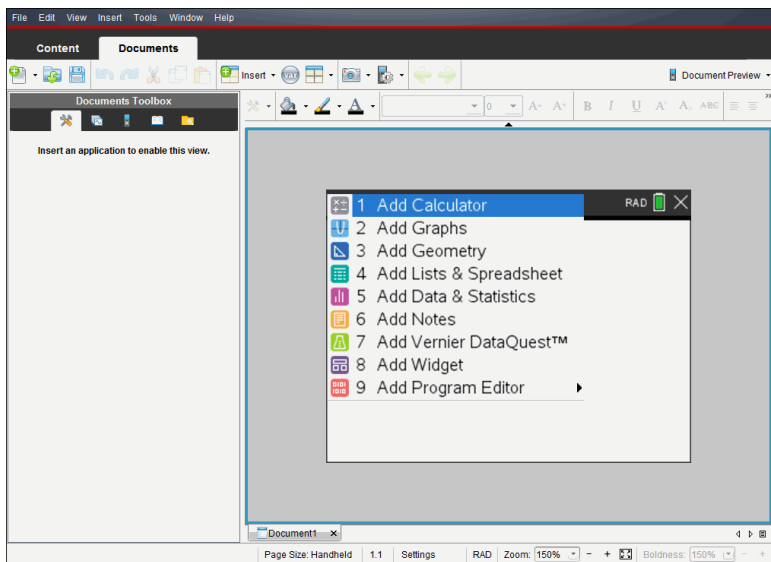 File Edit View Insert Tools Window Help
Content Documents
Insert VAR Document Preview
Documents Toolbox
0 A+ A- B I U A A ABC
Insert an application to enable this view.
RAD
1 Add Calculator
2 Add Graphs
3 Add Geometry
4 Add Lists & Spreadsheet
5 Add Data & Statistics
6 Add Notes
7 Add Vernier DataQuest™
8 Add Widget
9 Add Program Editor
Document1
Page Size: Handheld 1.1 Settings RAD Zoom: 150% - + Boldness: 150% - +